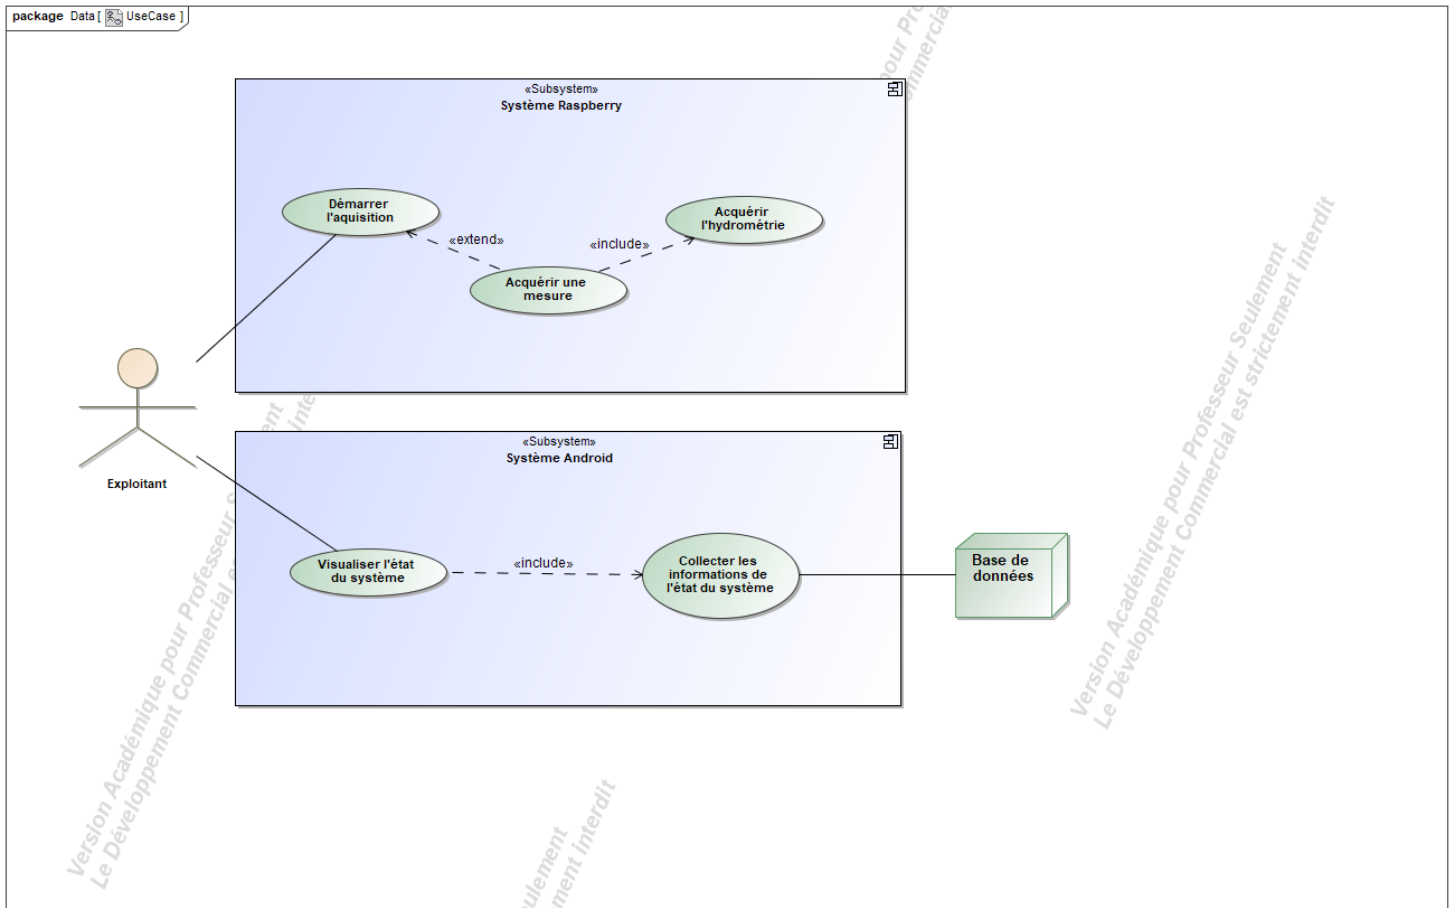 package Data [ UseCase ]
«Subsystem»
Système Raspberry
Démarrer
l'aquisition
«extend»
Acquérir une
mesure
«include»
Acquérir
l'hydrométrie
Exploitant
«Subsystem»
Système Android
Visualiser l'état
du système
«include»
Collecter les
informations de
l'état du système
Base de
données
Version Académique pour Professeur Seulement
Le Développement Commercial est strictement interdit